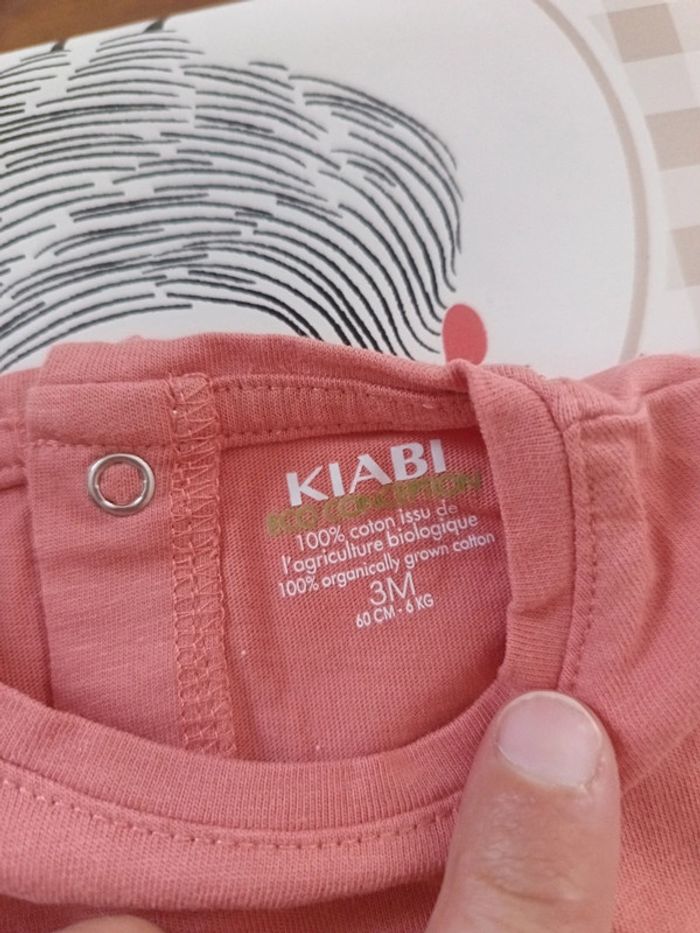 KIABI
ECO/CONCEPTION
100% coton issu de
l'agriculture biologique
100% organically grown cotton
3M
60 CM - 6 KG